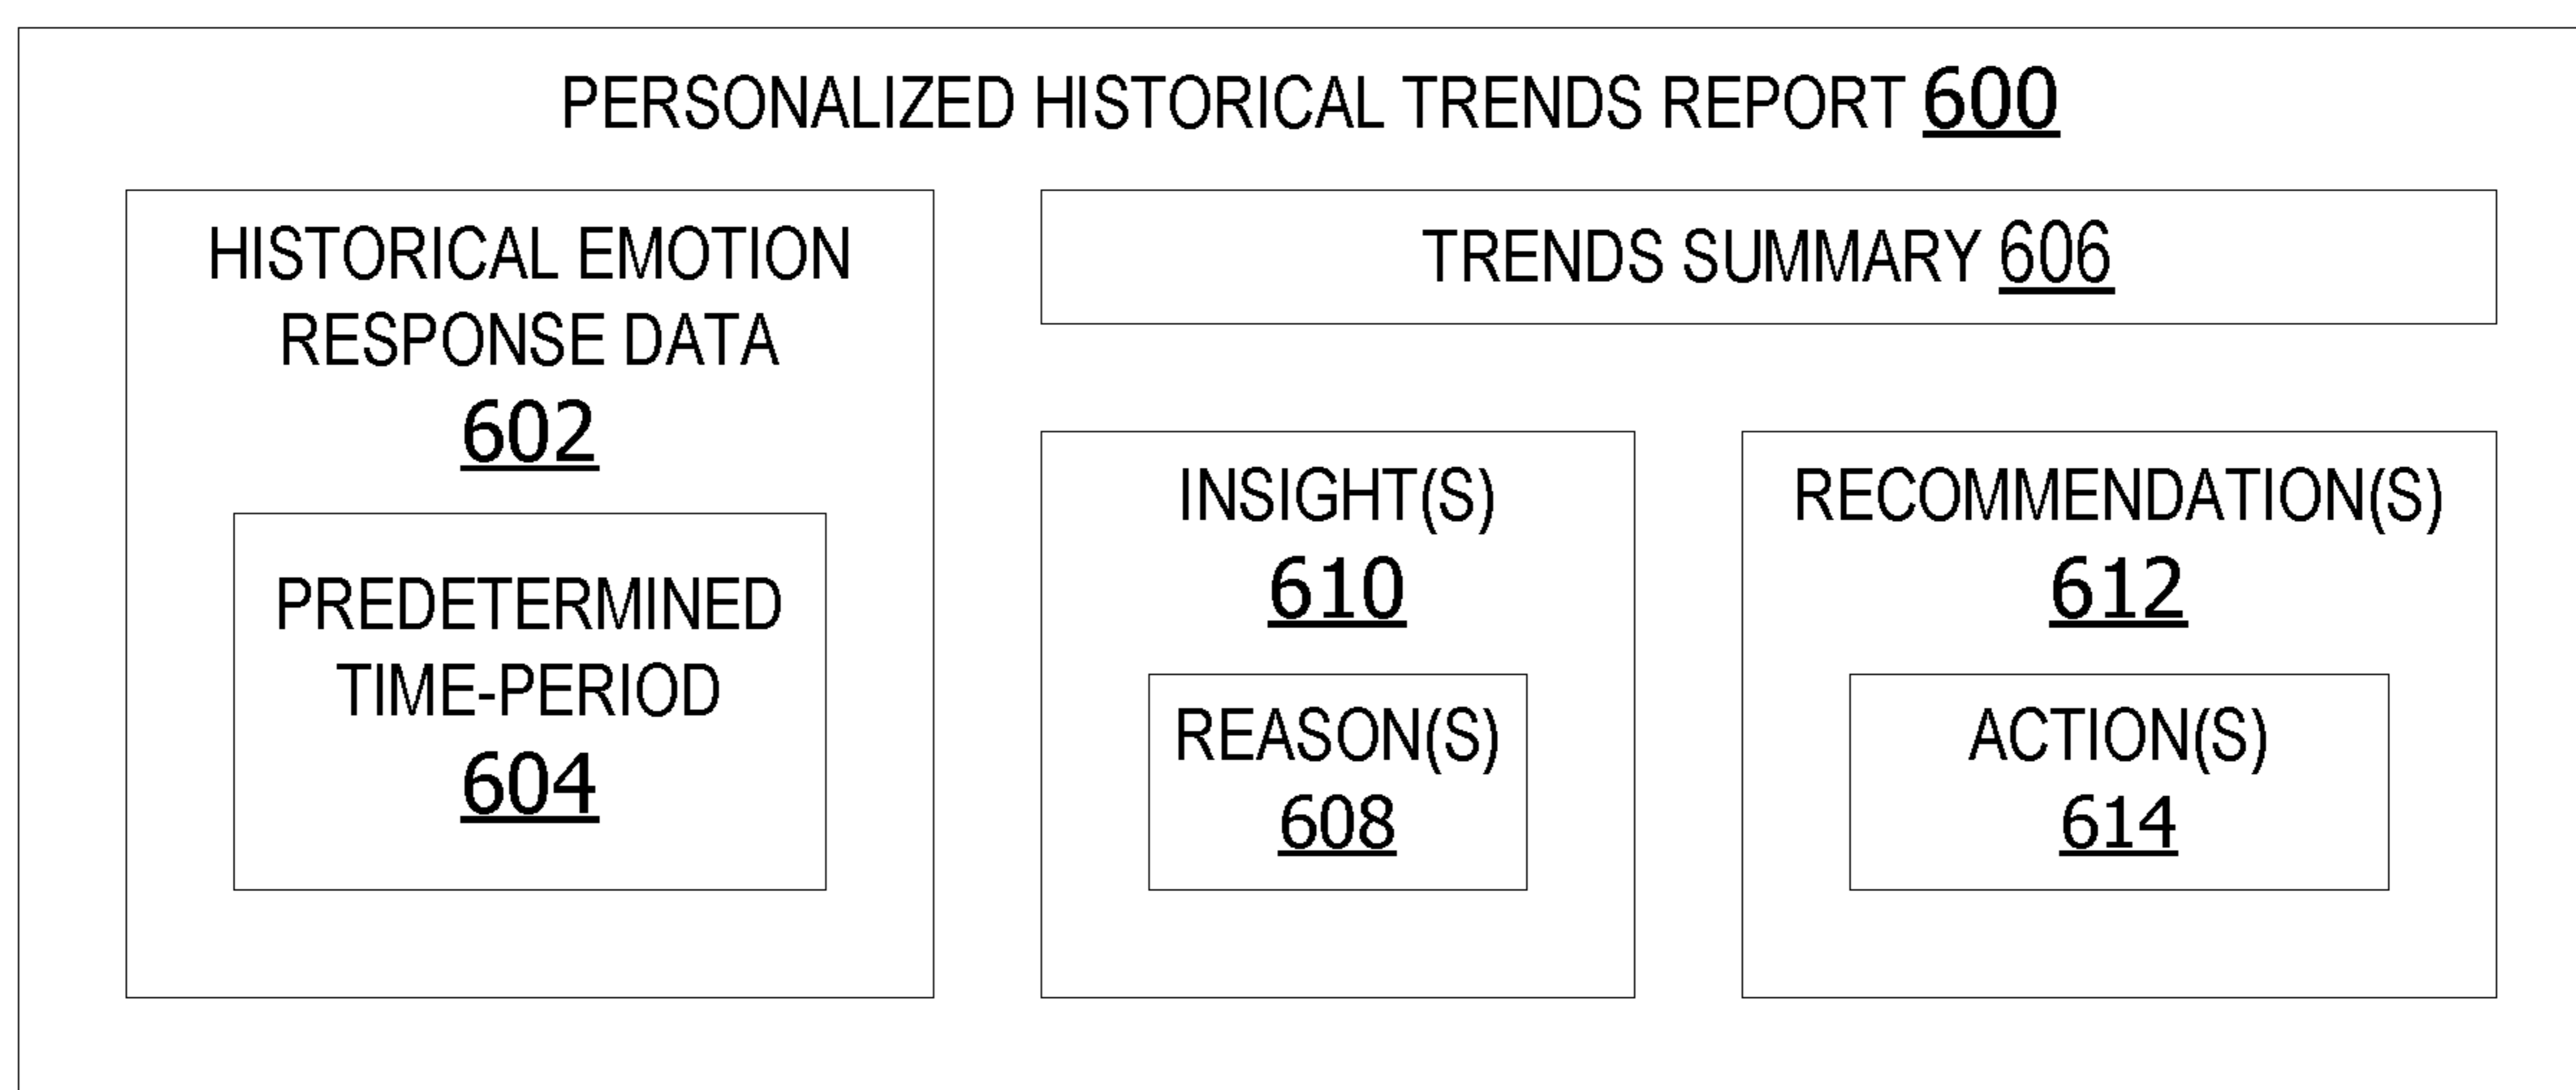 PERSONALIZED HISTORICAL TRENDS REPORT 600
HISTORICAL EMOTION
RESPONSE DATA
602
PREDETERMINED
TIME-PERIOD
604
TRENDS SUMMARY 606
INSIGHT(S)
610
REASON(S)
608
RECOMMENDATION(S)
612
ACTION(S)
614